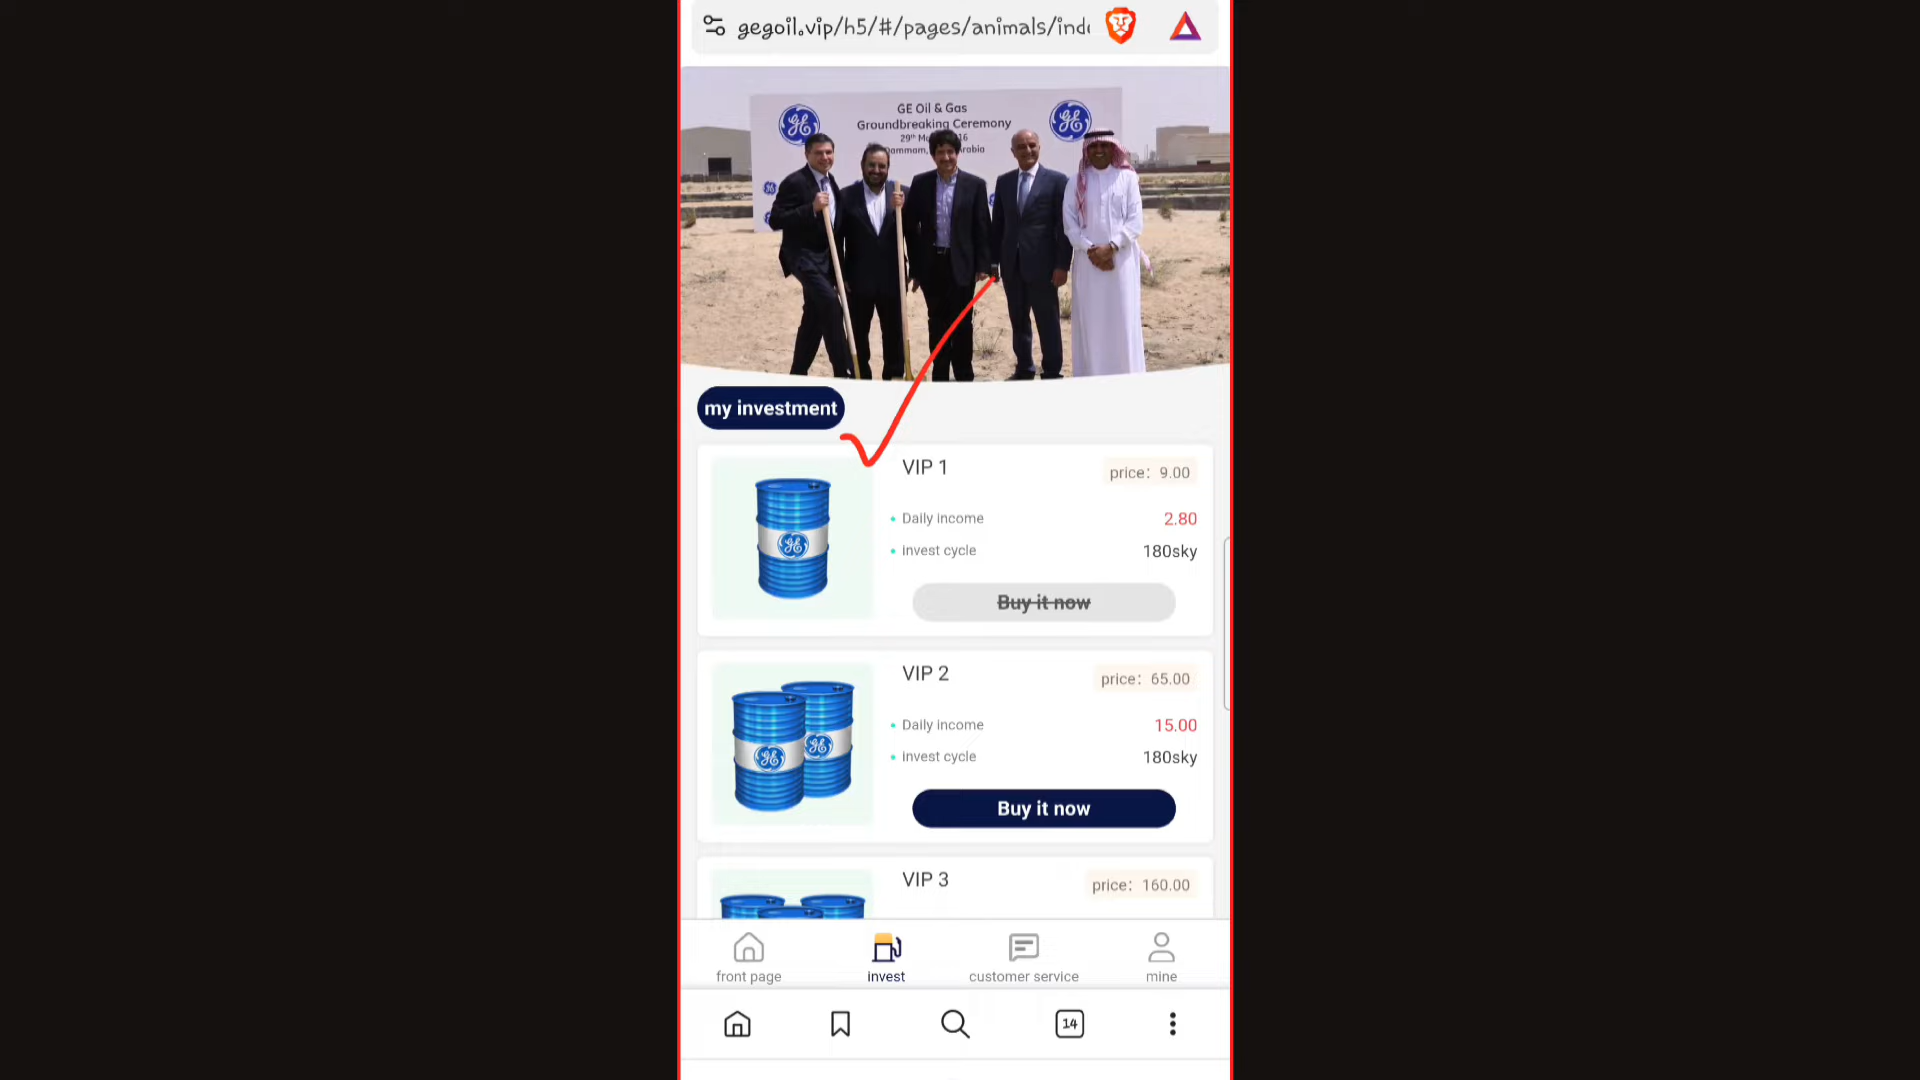 gegoil.vip/h5/#/pages/animals/ind
GE Oil & Gas
Groundbreaking Ceremony
my investment
VIP 1
price: 9.00
Daily income
2.80
invest cycle
180sky
Buy it now
VIP 2
price: 65.00
Daily income
15.00
invest cycle
180sky
Buy it now
VIP 3
price: 160.00
front page
invest
customer service
mine
14